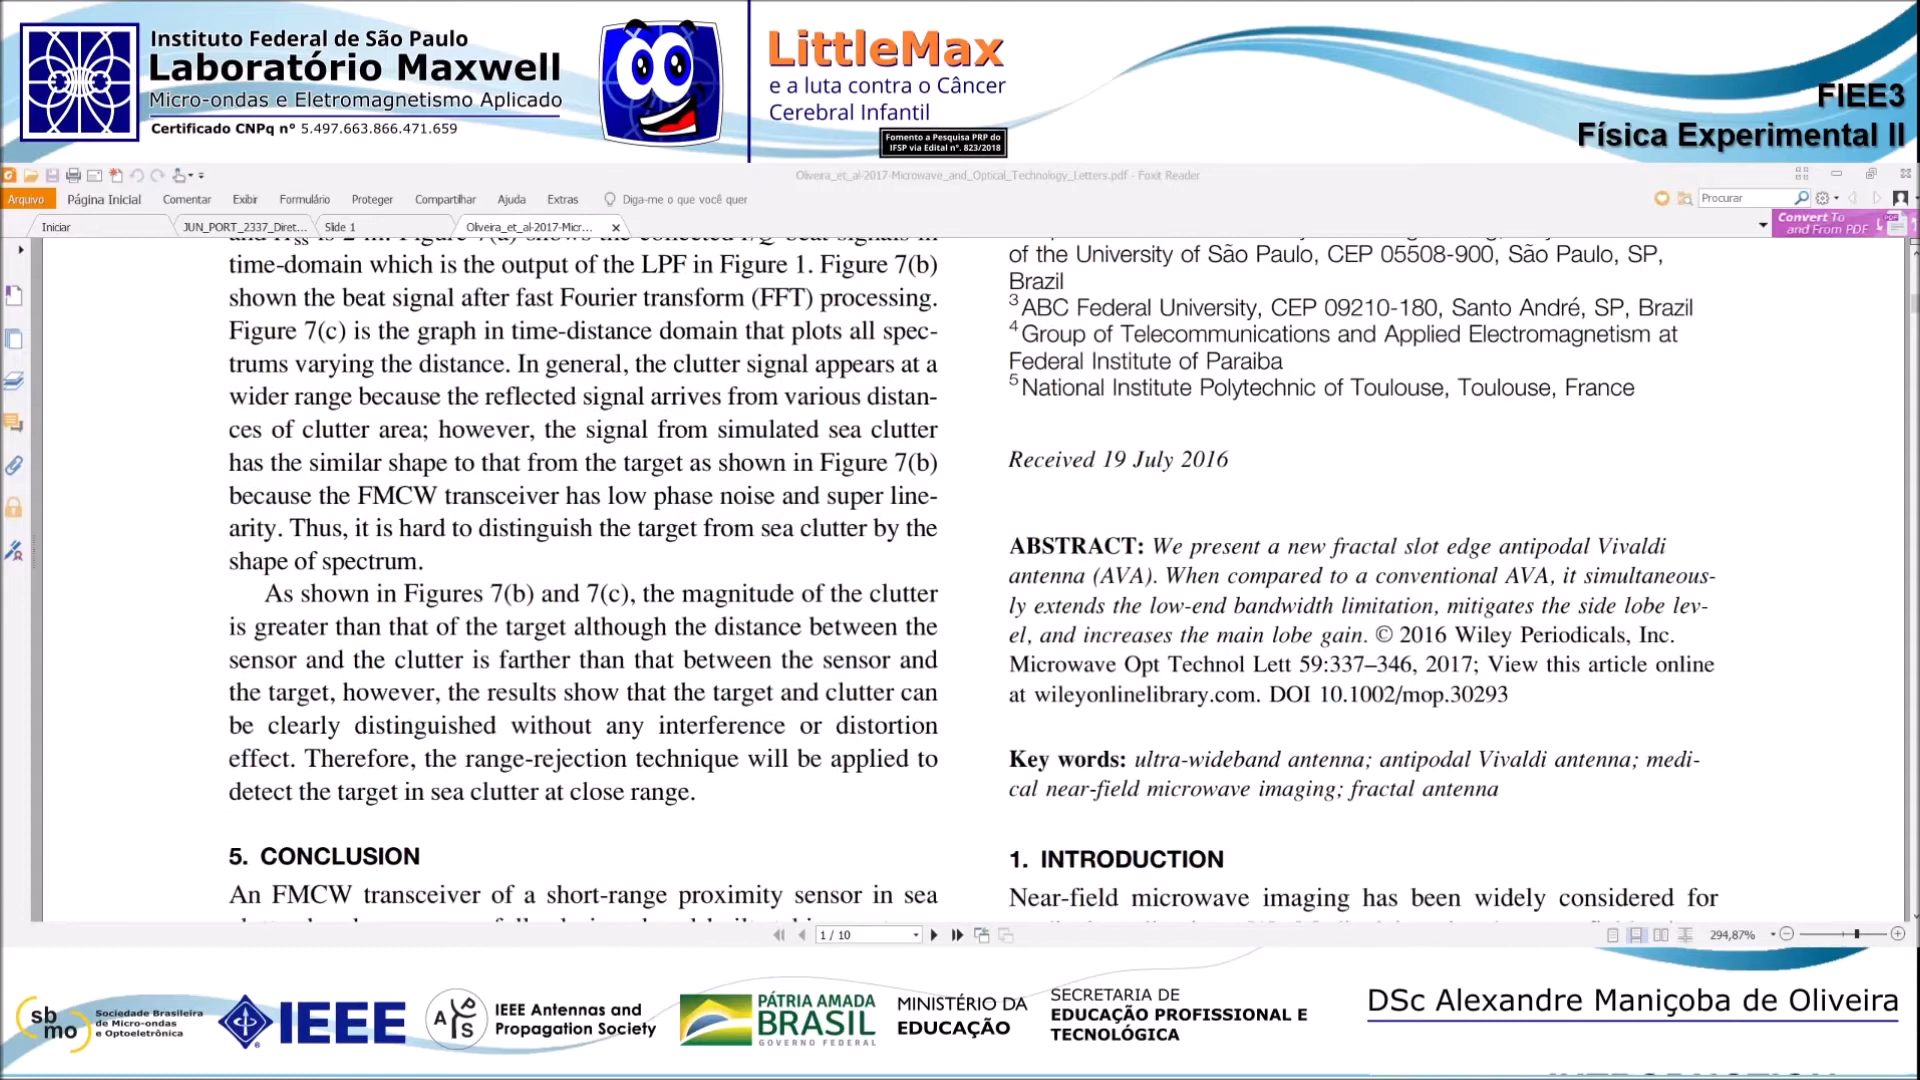 Instituto Federal de São Paulo
Laboratório Maxwell
Micro-ondas e Eletromagnetismo Aplicado
Certificado CNPq n° 5.497.663.866.471.659
LittleMax
e a luta contra o Câncer
Cerebral Infantil
Fomento a Pesquisa PRP do
IFSP via Edital nº. 823/2018
FIEE3
Física Experimental II
Oliveira_et_al-2017-Microwave_and_Optical_Technology_Letters.pdf - Foxit Reader
Arquivo Página Inicial Comentar Exibir Formulário Proteger Compartilhar Ajuda Extras Diga-me o que você quer Procurar
Iniciar JUN_PORT_2337_Diret... Slide 1 Oliveira_et_al-2017-Micr...
Convert To
and From PDF
time-domain which is the output of the LPF in Figure 1. Figure 7(b)
shown the beat signal after fast Fourier transform (FFT) processing.
Figure 7(c) is the graph in time-distance domain that plots all spec-
trums varying the distance. In general, the clutter signal appears at a
wider range because the reflected signal arrives from various distan-
ces of clutter area; however, the signal from simulated sea clutter
has the similar shape to that from the target as shown in Figure 7(b)
because the FMCW transceiver has low phase noise and super line-
arity. Thus, it is hard to distinguish the target from sea clutter by the
shape of spectrum.
As shown in Figures 7(b) and 7(c), the magnitude of the clutter
is greater than that of the target although the distance between the
sensor and the clutter is farther than that between the sensor and
the target, however, the results show that the target and clutter can
be clearly distinguished without any interference or distortion
effect. Therefore, the range-rejection technique will be applied to
detect the target in sea clutter at close range.
5. CONCLUSION
An FMCW transceiver of a short-range proximity sensor in sea
of the University of São Paulo, CEP 05508-900, São Paulo, SP,
Brazil
3 ABC Federal University, CEP 09210-180, Santo André, SP, Brazil
4 Group of Telecommunications and Applied Electromagnetism at
Federal Institute of Paraiba
5 National Institute Polytechnic of Toulouse, Toulouse, France
Received 19 July 2016
ABSTRACT: We present a new fractal slot edge antipodal Vivaldi
antenna (AVA). When compared to a conventional AVA, it simultaneous-
ly extends the low-end bandwidth limitation, mitigates the side lobe lev-
el, and increases the main lobe gain. © 2016 Wiley Periodicals, Inc.
Microwave Opt Technol Lett 59:337–346, 2017; View this article online
at wileyonlinelibrary.com. DOI 10.1002/mop.30293
Key words: ultra-wideband antenna; antipodal Vivaldi antenna; medi-
cal near-field microwave imaging; fractal antenna
1. INTRODUCTION
Near-field microwave imaging has been widely considered for
1 / 10
294,87%
sb
mo
Sociedade Brasileira
de Micro-ondas
e Optoeletrônica
IEEE
IEEE Antennas and
Propagation Society
PÁTRIA AMADA
BRASIL
GOVERNO FEDERAL
MINISTÉRIO DA
EDUCAÇÃO
SECRETARIA DE
EDUCAÇÃO PROFISSIONAL E
TECNOLÓGICA
DSc Alexandre Maniçoba de Oliveira